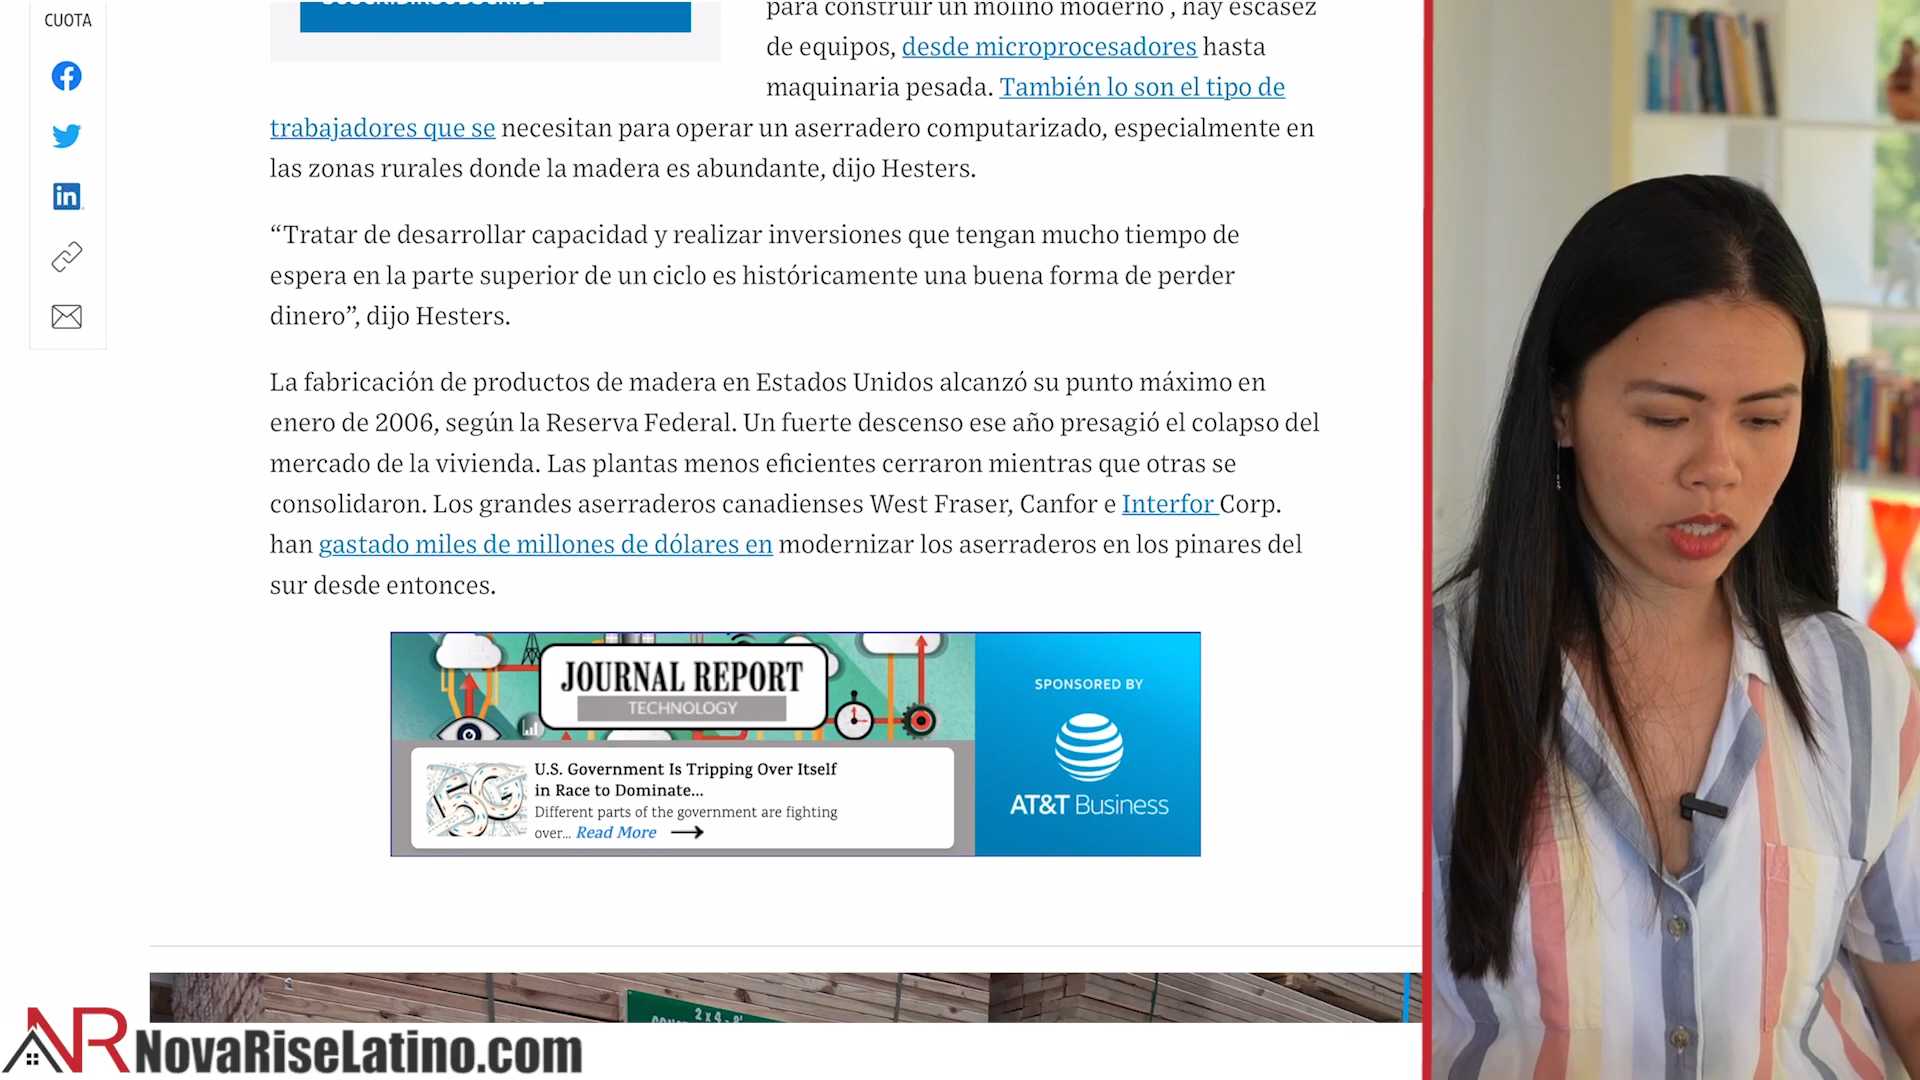 CUOTA
SUSCRIBIRSUBSCRIBE
para construir un molino moderno , hay escasez
de equipos, desde microprocesadores hasta
maquinaria pesada. También lo son el tipo de
trabajadores que se necesitan para operar un aserradero computarizado, especialmente en
las zonas rurales donde la madera es abundante, dijo Hesters.
“Tratar de desarrollar capacidad y realizar inversiones que tengan mucho tiempo de
espera en la parte superior de un ciclo es históricamente una buena forma de perder
dinero”, dijo Hesters.
La fabricación de productos de madera en Estados Unidos alcanzó su punto máximo en
enero de 2006, según la Reserva Federal. Un fuerte descenso ese año presagió el colapso del
mercado de la vivienda. Las plantas menos eficientes cerraron mientras que otras se
consolidaron. Los grandes aserraderos canadienses West Fraser, Canfor e Interfor Corp.
han gastado miles de millones de dólares en modernizar los aserraderos en los pinares del
sur desde entonces.
JOURNAL REPORT
TECHNOLOGY
5G
U.S. Government Is Tripping Over Itself
in Race to Dominate...
Different parts of the government are fighting
over... Read More
SPONSORED BY
AT&T Business
2 x 4 - 8'
NR NovaRiseLatino.com